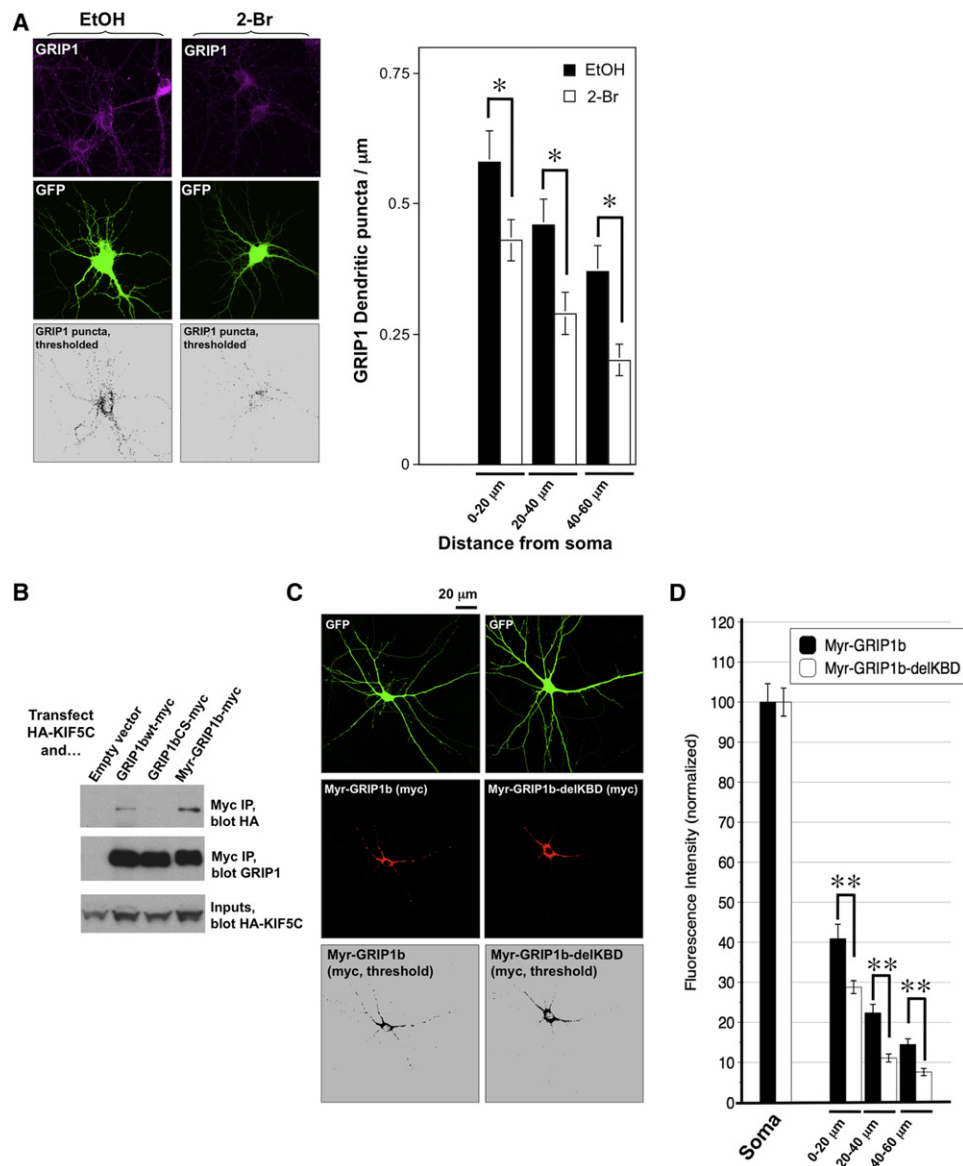 A
EtOH
2-Br
GRIP1
GRIP1
GFP
GFP
GRIP1 puncta,
thresholded
GRIP1 puncta,
thresholded
EtOH
2-Br
GRIP1 Dendritic puncta / μm
0.75
0.5
0.25
0
*
*
*
0-20 μm
20-40 μm
40-60 μm
Distance from soma
B
Transfect
HA-KIF5C
and...
Empty vector
GRIP1bwt-myc
GRIP1bCS-myc
Myr-GRIP1b-myc
Myc IP,
blot HA
Myc IP,
blot GRIP1
Inputs,
blot HA-KIF5C
C
20 μm
GFP
GFP
Myr-GRIP1b (myc)
Myr-GRIP1b-delKBD (myc)
Myr-GRIP1b
(myc, threshold)
Myr-GRIP1b-delKBD
(myc, threshold)
D
Myr-GRIP1b
Myr-GRIP1b-delKBD
Fluorescence Intensity (normalized)
120
110
100
90
80
70
60
50
40
30
20
10
0
**
**
**
Soma
0-20 μm
20-40 μm
40-60 μm